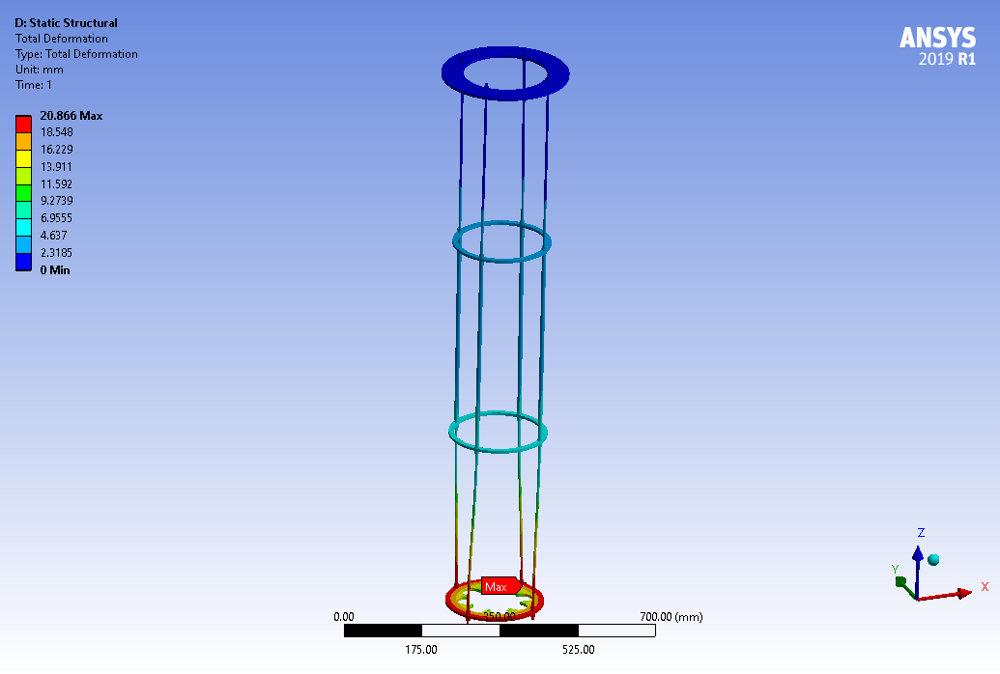 D: Static Structural
Total Deformation
Type: Total Deformation
Unit: mm
Time: 1
ANSYS
2019 R1
20.866 Max
18.548
16.229
13.911
11.592
9.2739
6.9555
4.637
2.3185
0 Min
Max
0.00
350.00
700.00 (mm)
175.00
525.00
Z
Y
X